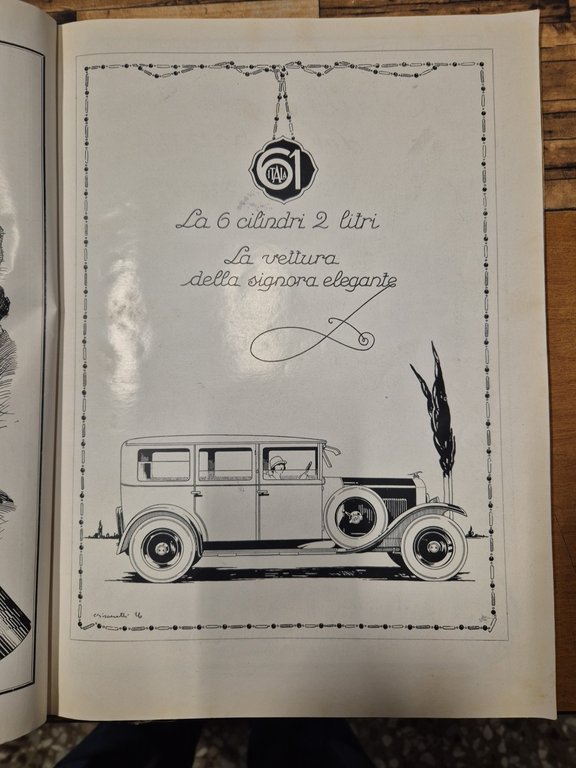 61
ITALA
La 6 cilindri 2 litri
La vettura
della signora elegante